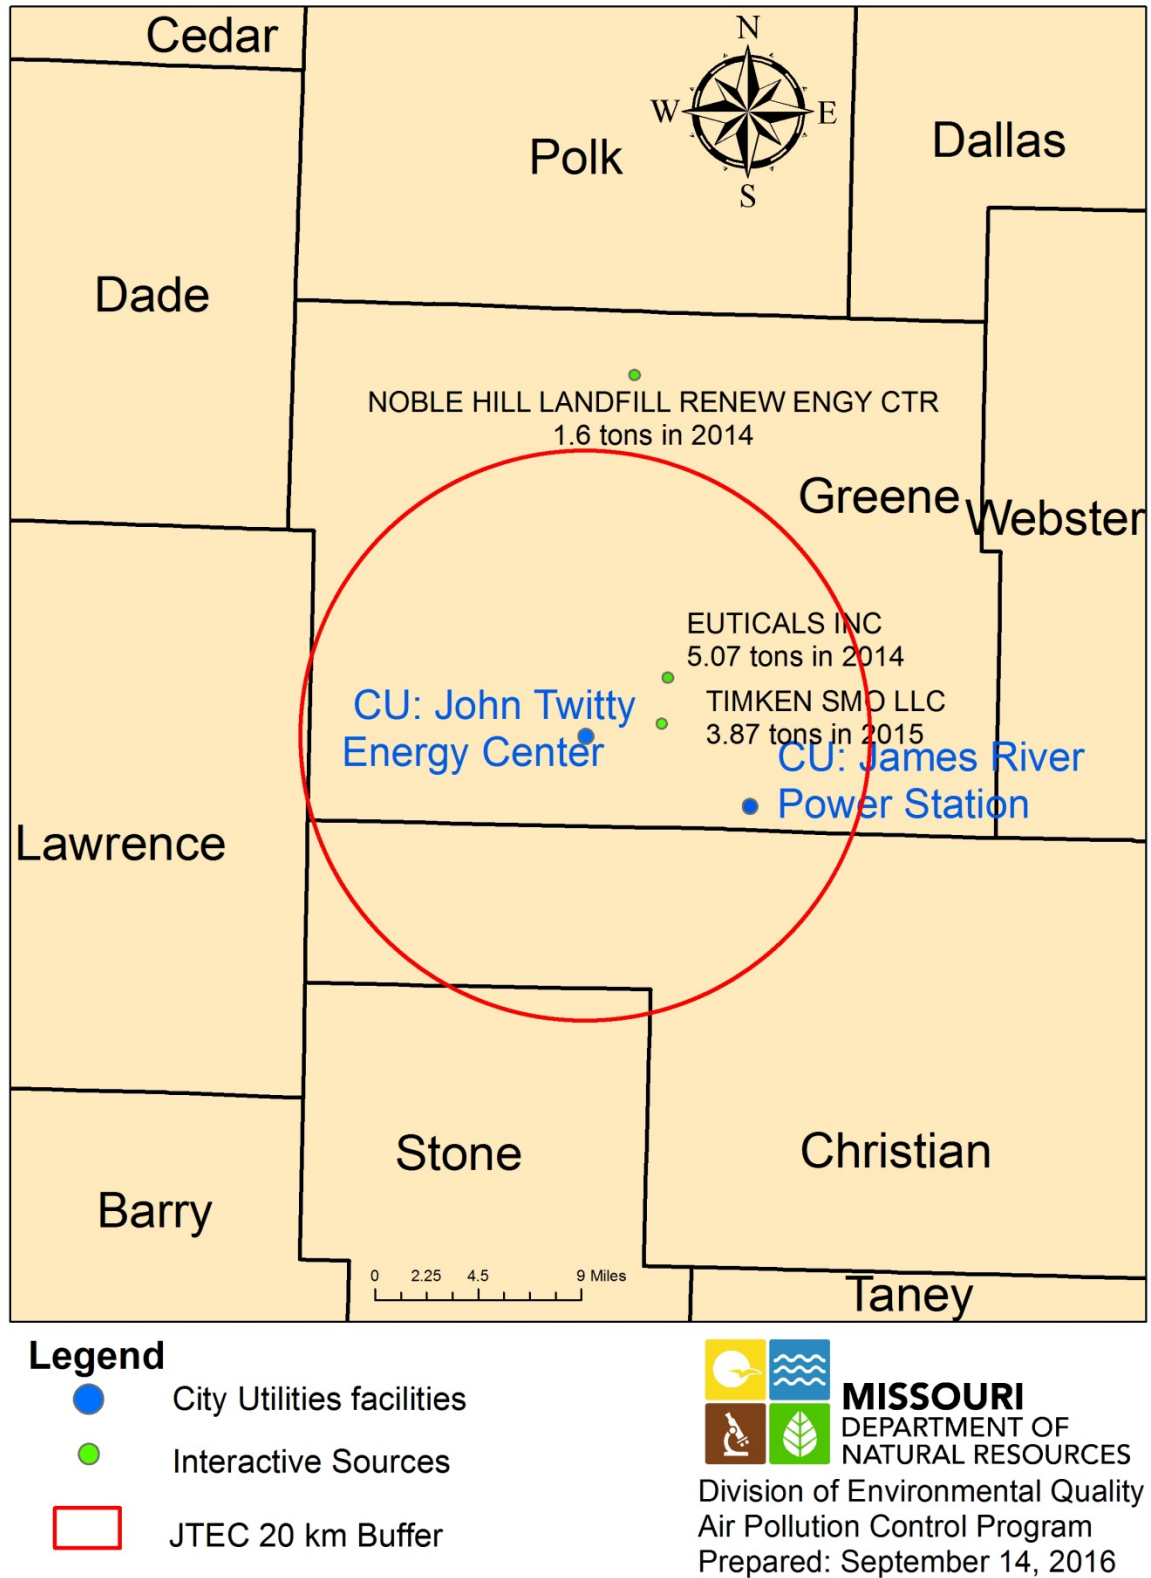 Cedar
N
W
E
S
Polk
Dallas
Dade
NOBLE HILL LANDFILL RENEW ENGY CTR
1.6 tons in 2014
Greene
Webster
EUTICALS INC
5.07 tons in 2014
CU: John Twitty
Energy Center
TIMKEN SMO LLC
3.87 tons in 2015
CU: James River
Power Station
Lawrence
Stone
Christian
Barry
0 2.25 4.5 9 Miles
Taney
Legend
City Utilities facilities
Interactive Sources
JTEC 20 km Buffer
MISSOURI
DEPARTMENT OF
NATURAL RESOURCES
Division of Environmental Quality
Air Pollution Control Program
Prepared: September 14, 2016